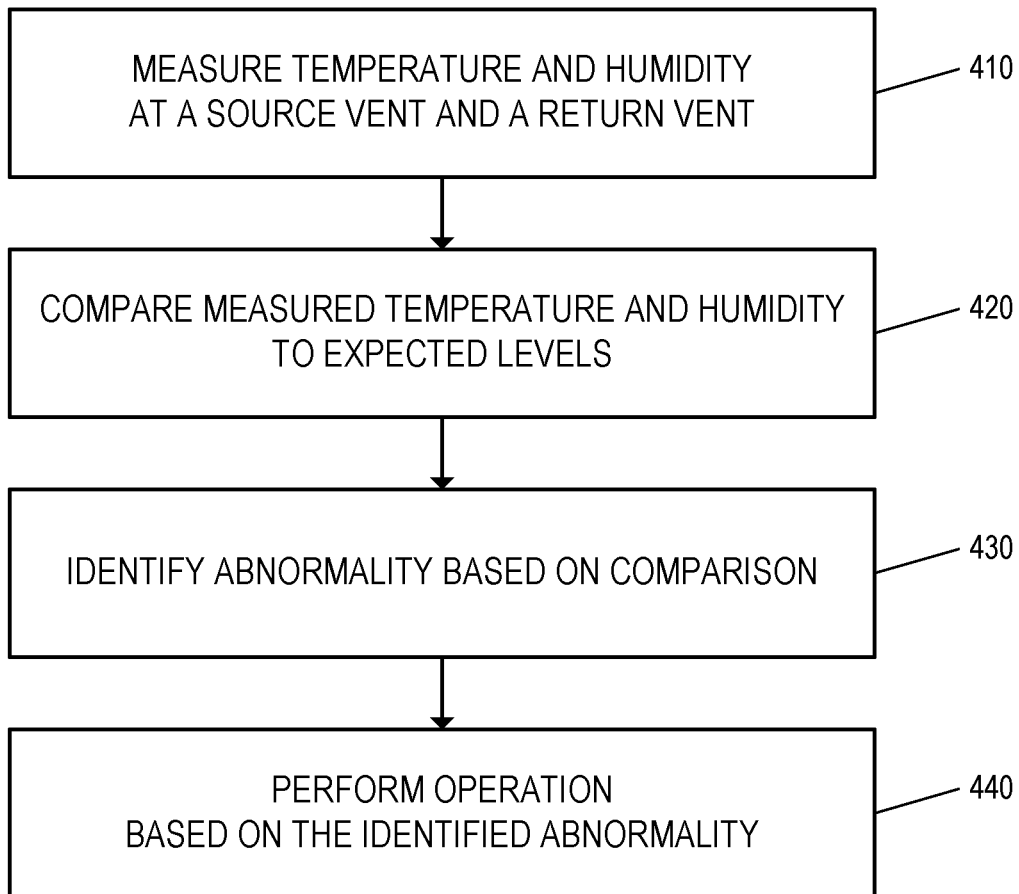 MEASURE TEMPERATURE AND HUMIDITY
AT A SOURCE VENT AND A RETURN VENT
410
COMPARE MEASURED TEMPERATURE AND HUMIDITY
TO EXPECTED LEVELS
420
IDENTIFY ABNORMALITY BASED ON COMPARISON
430
PERFORM OPERATION
BASED ON THE IDENTIFIED ABNORMALITY
440